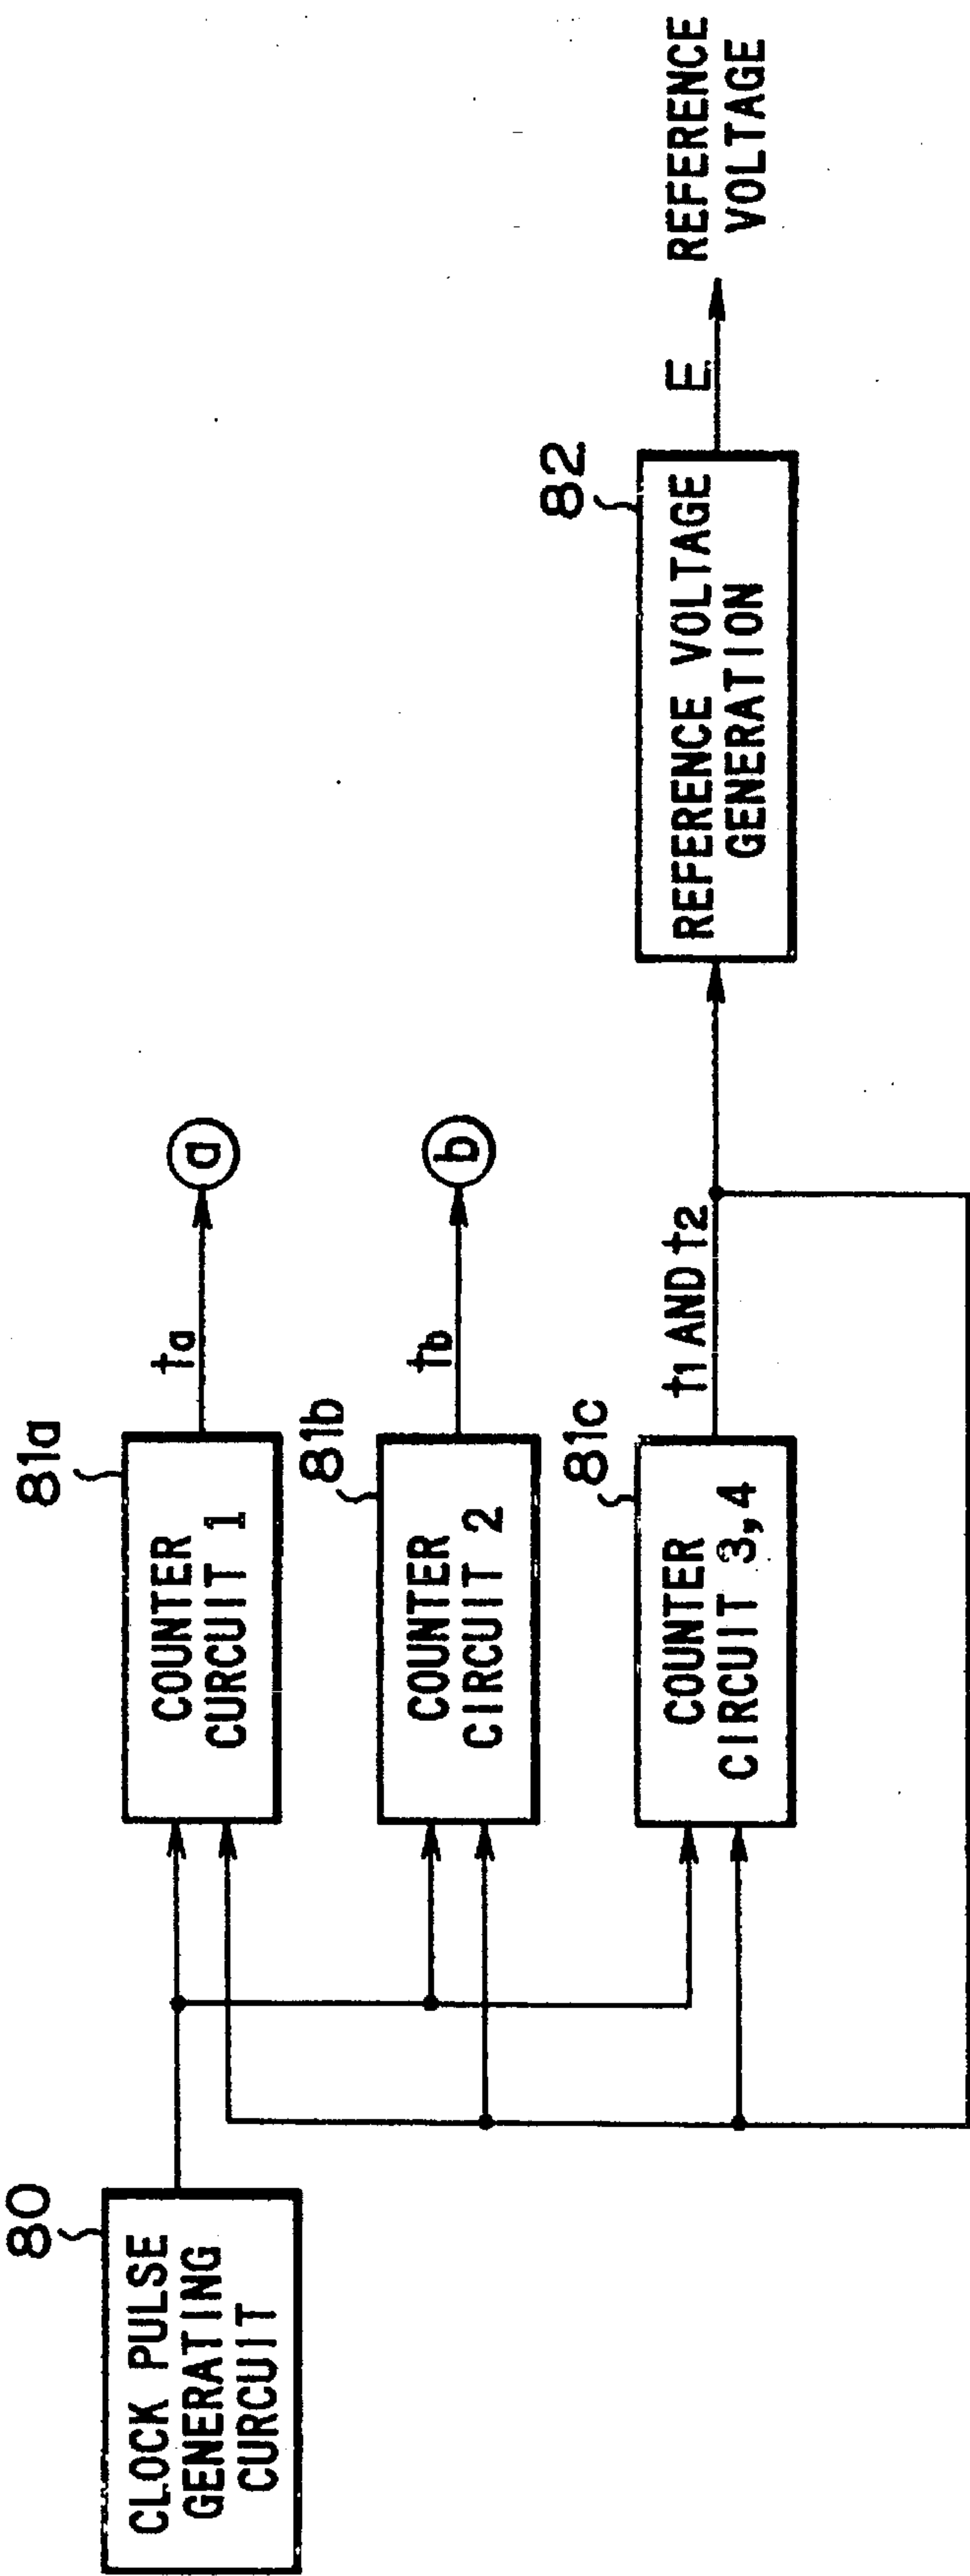 80
CLOCK PULSE
GENERATING
CURCUIT
81a
COUNTER
CURCUIT 1
ta
a
81b
COUNTER
CIRCUIT 2
tb
b
81c
COUNTER
CIRCUIT 3,4
t1 AND t2
82
REFERENCE VOLTAGE
GENERATION
E
REFERENCE
VOLTAGE